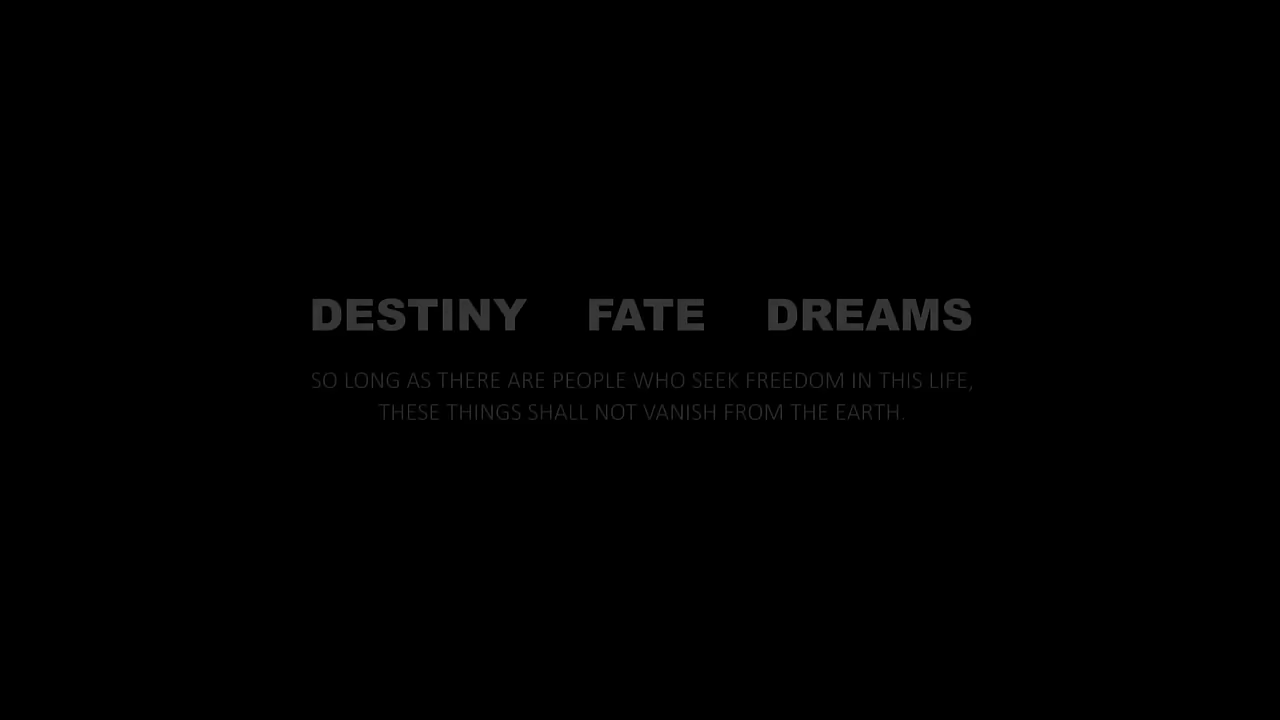 DESTINY FATE DREAMS
SO LONG AS THERE ARE PEOPLE WHO SEEK FREEDOM IN THIS LIFE,
THESE THINGS SHALL NOT VANISH FROM THE EARTH.